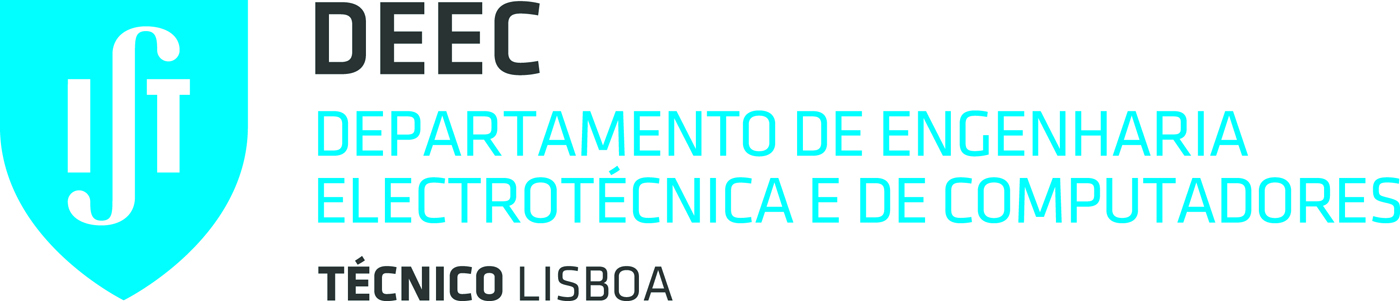 IST
DEEC
DEPARTAMENTO DE ENGENHARIA
ELECTROTÉCNICA E DE COMPUTADORES
TÉCNICO LISBOA